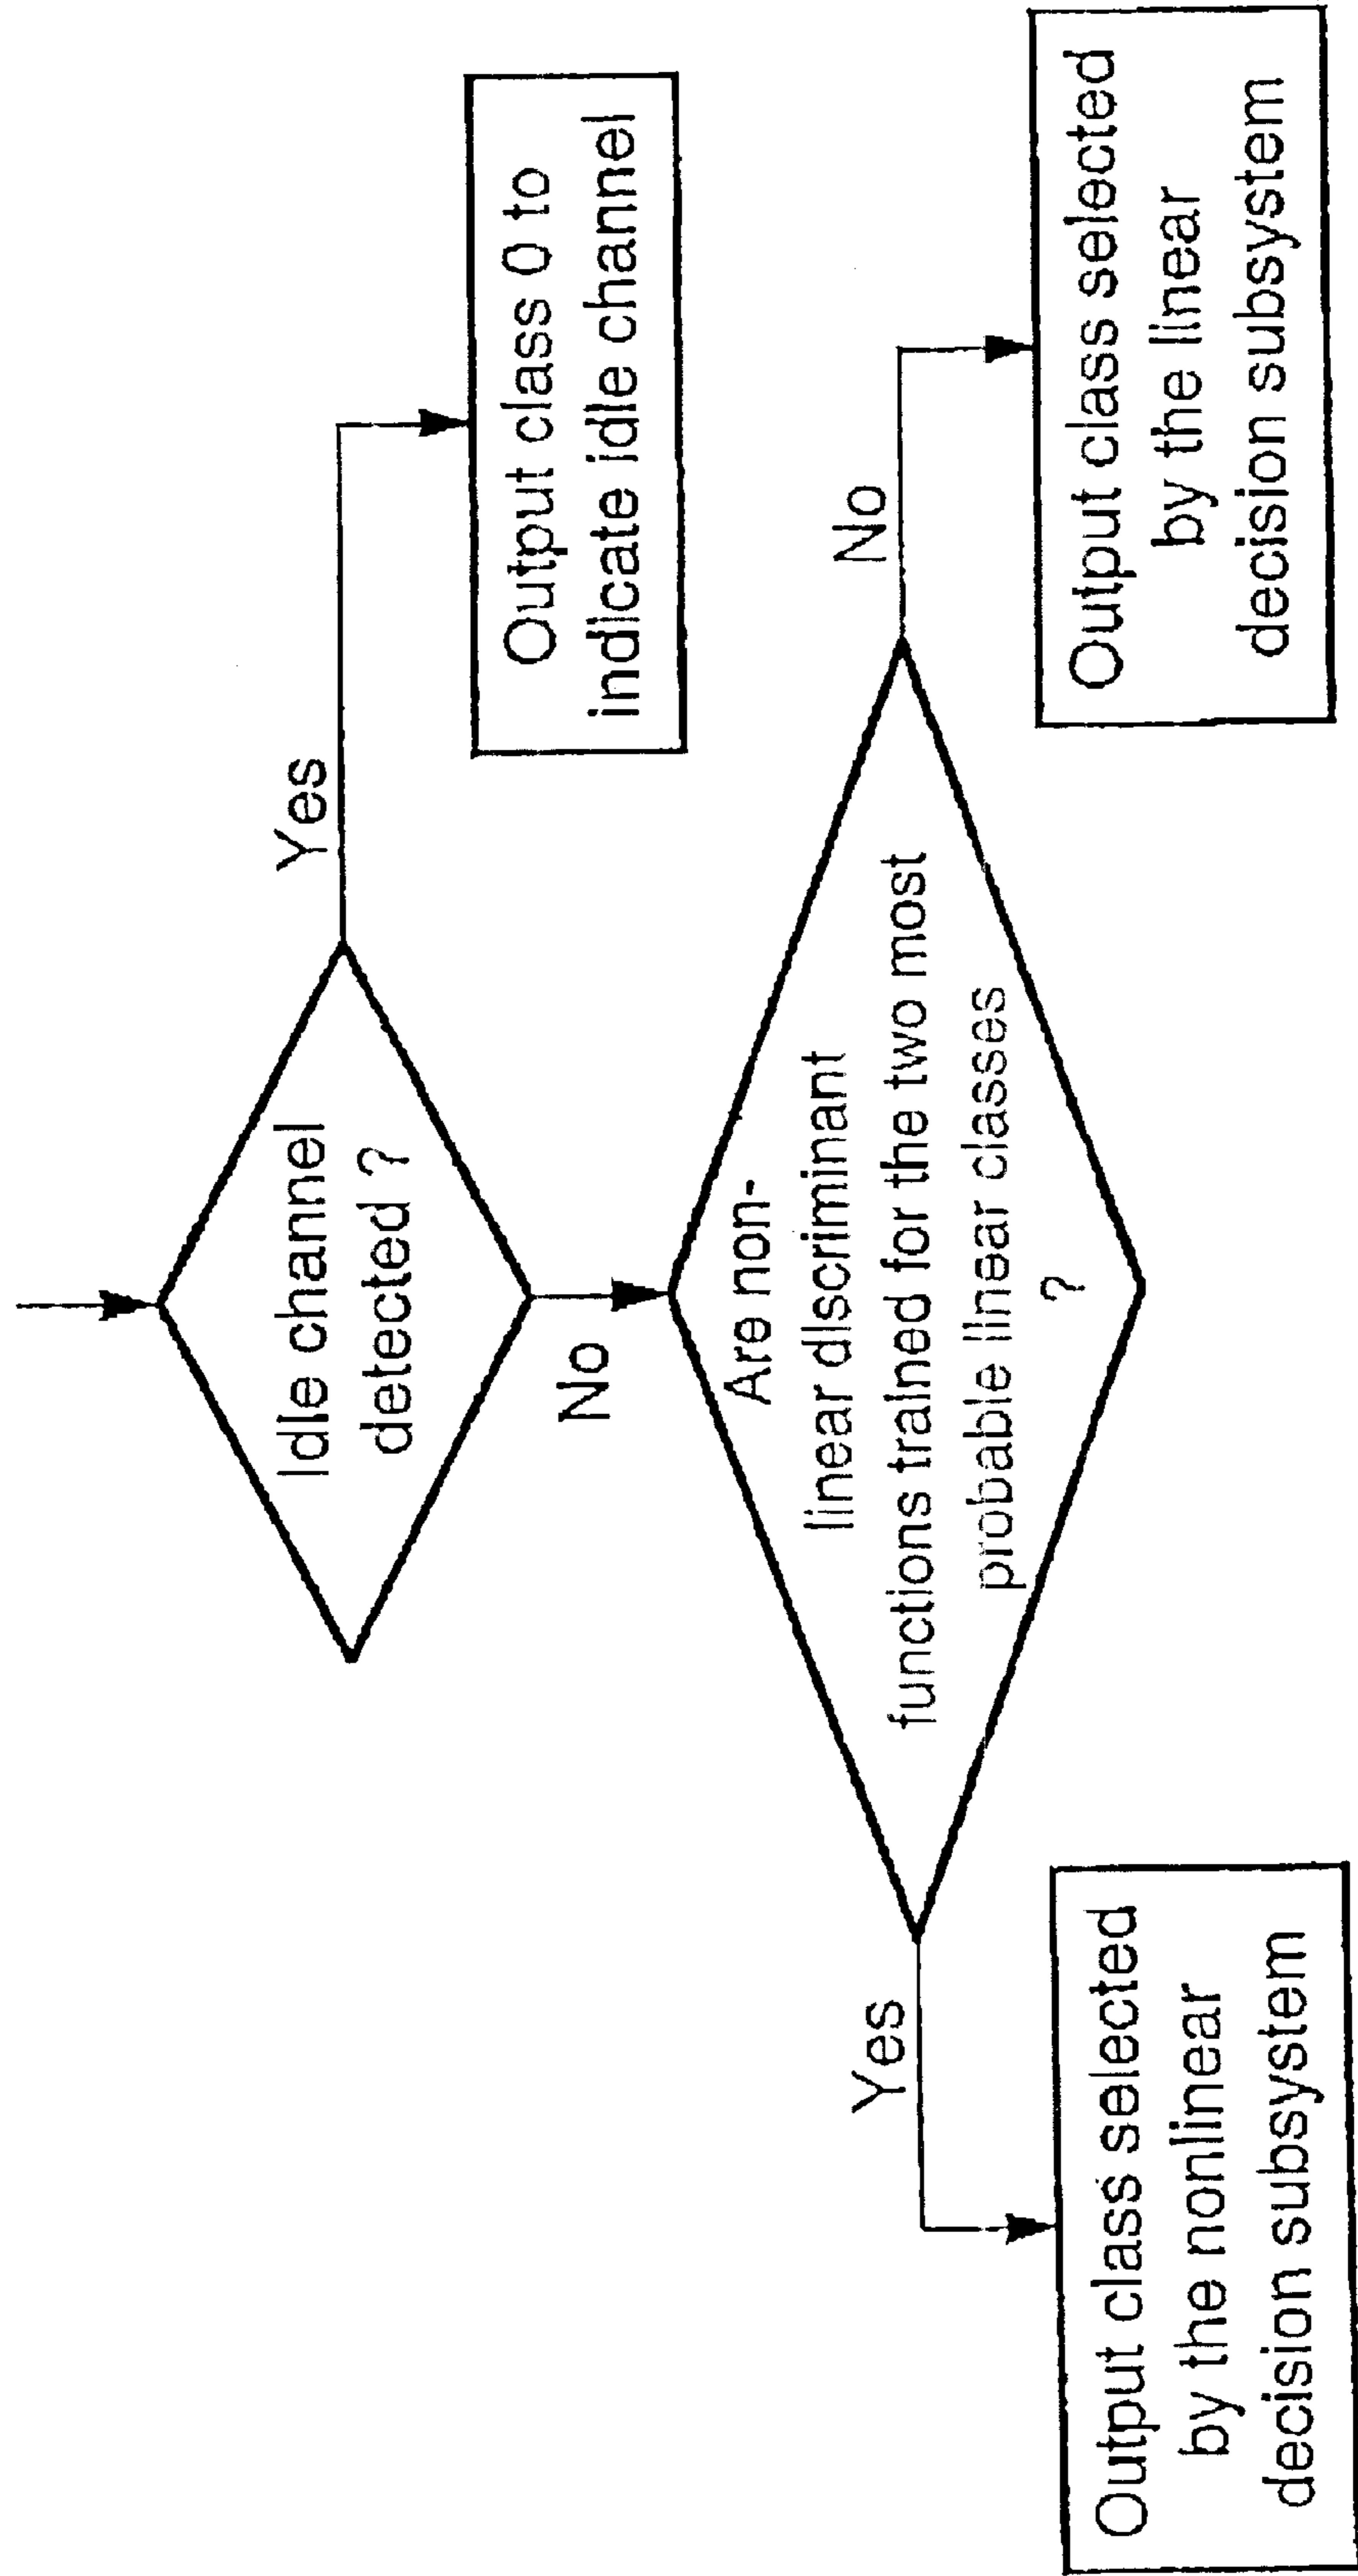 Idle channel
detected ?
Yes
Output class 0 to
indicate idle channel
No
Are non-
linear discriminant
functions trained for the two most
probable linear classes
?
Yes
Output class selected
by the nonlinear
decision subsystem
No
Output class selected
by the linear
decision subsystem